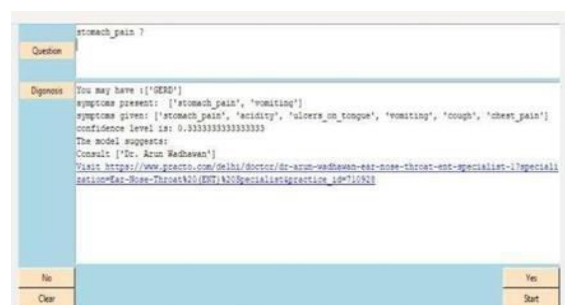 stomach_pain ?
Question
Digonosis
You may have :['GERD']
symptoms present: ['stomach_pain', 'vomiting']
symptoms given: ['stomach_pain', 'acidity', 'ulcers_on_tongue', 'vomiting', 'cough', 'chest_pain']
confidence level is: 0.3333333333333333
The model suggests:
Consult ['Dr. Arun Wadhawan']
Visit https://www.practo.com/delhi/doctor/dr-arun-wadhawan-ear-nose-throat-ent-specialist-1?speciali
zation=Ear-Nose-Throat%20(ENT)%20Specialist&practice_id=710928
No
Yes
Clear
Start